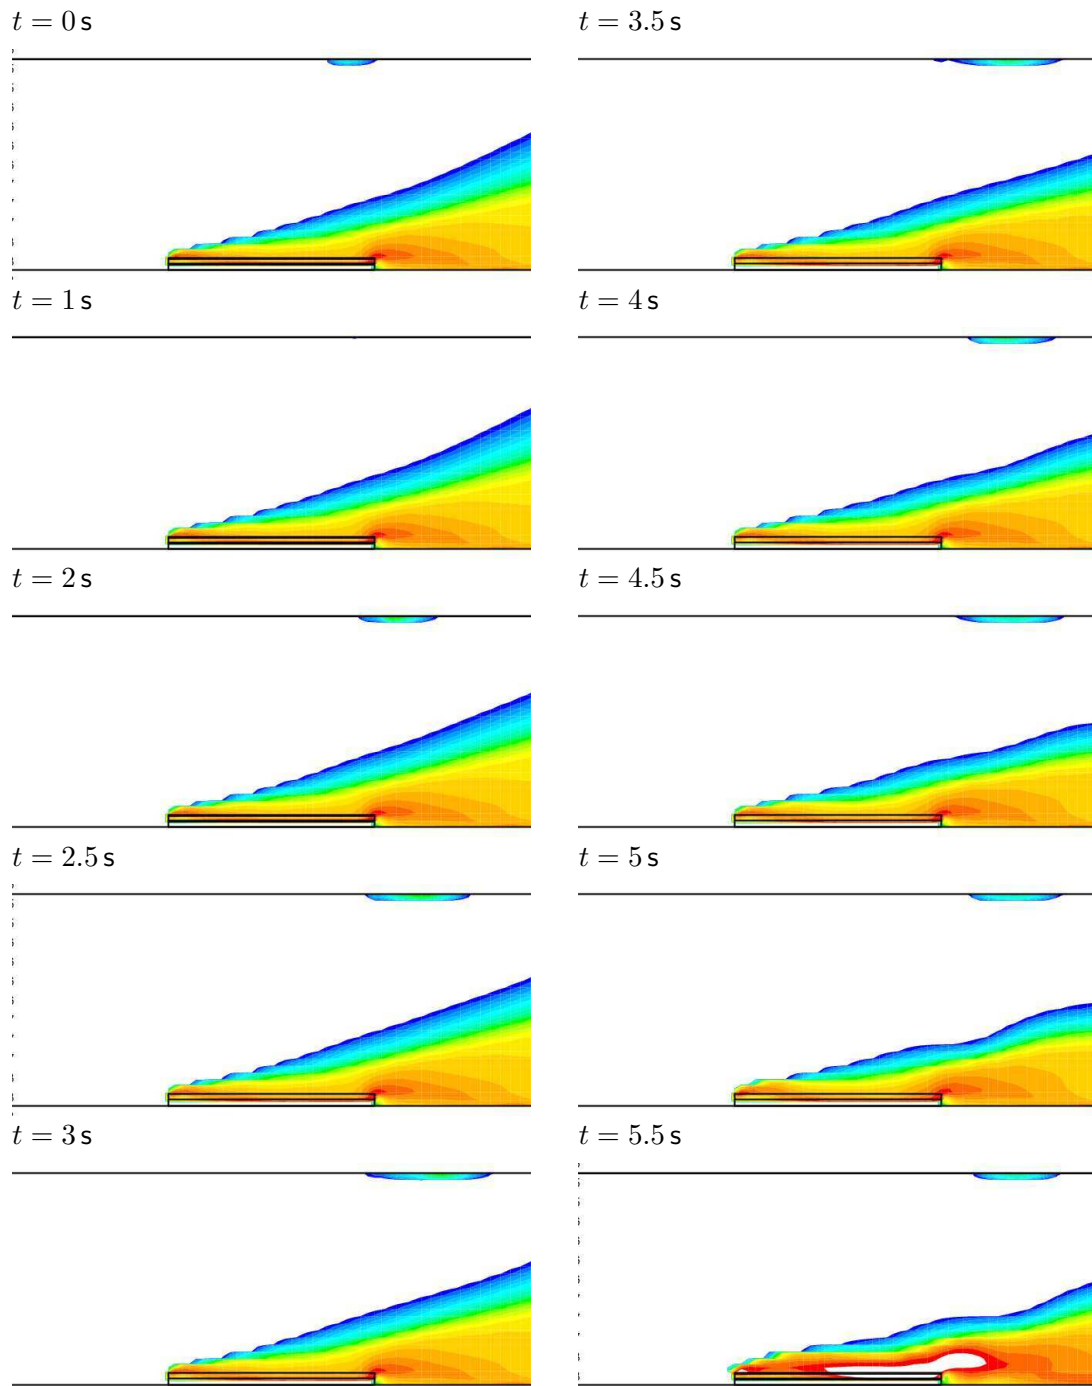 t = 0 s
t = 1 s
t = 2 s
t = 2.5 s
t = 3 s
t = 3.5 s
t = 4 s
t = 4.5 s
t = 5 s
t = 5.5 s